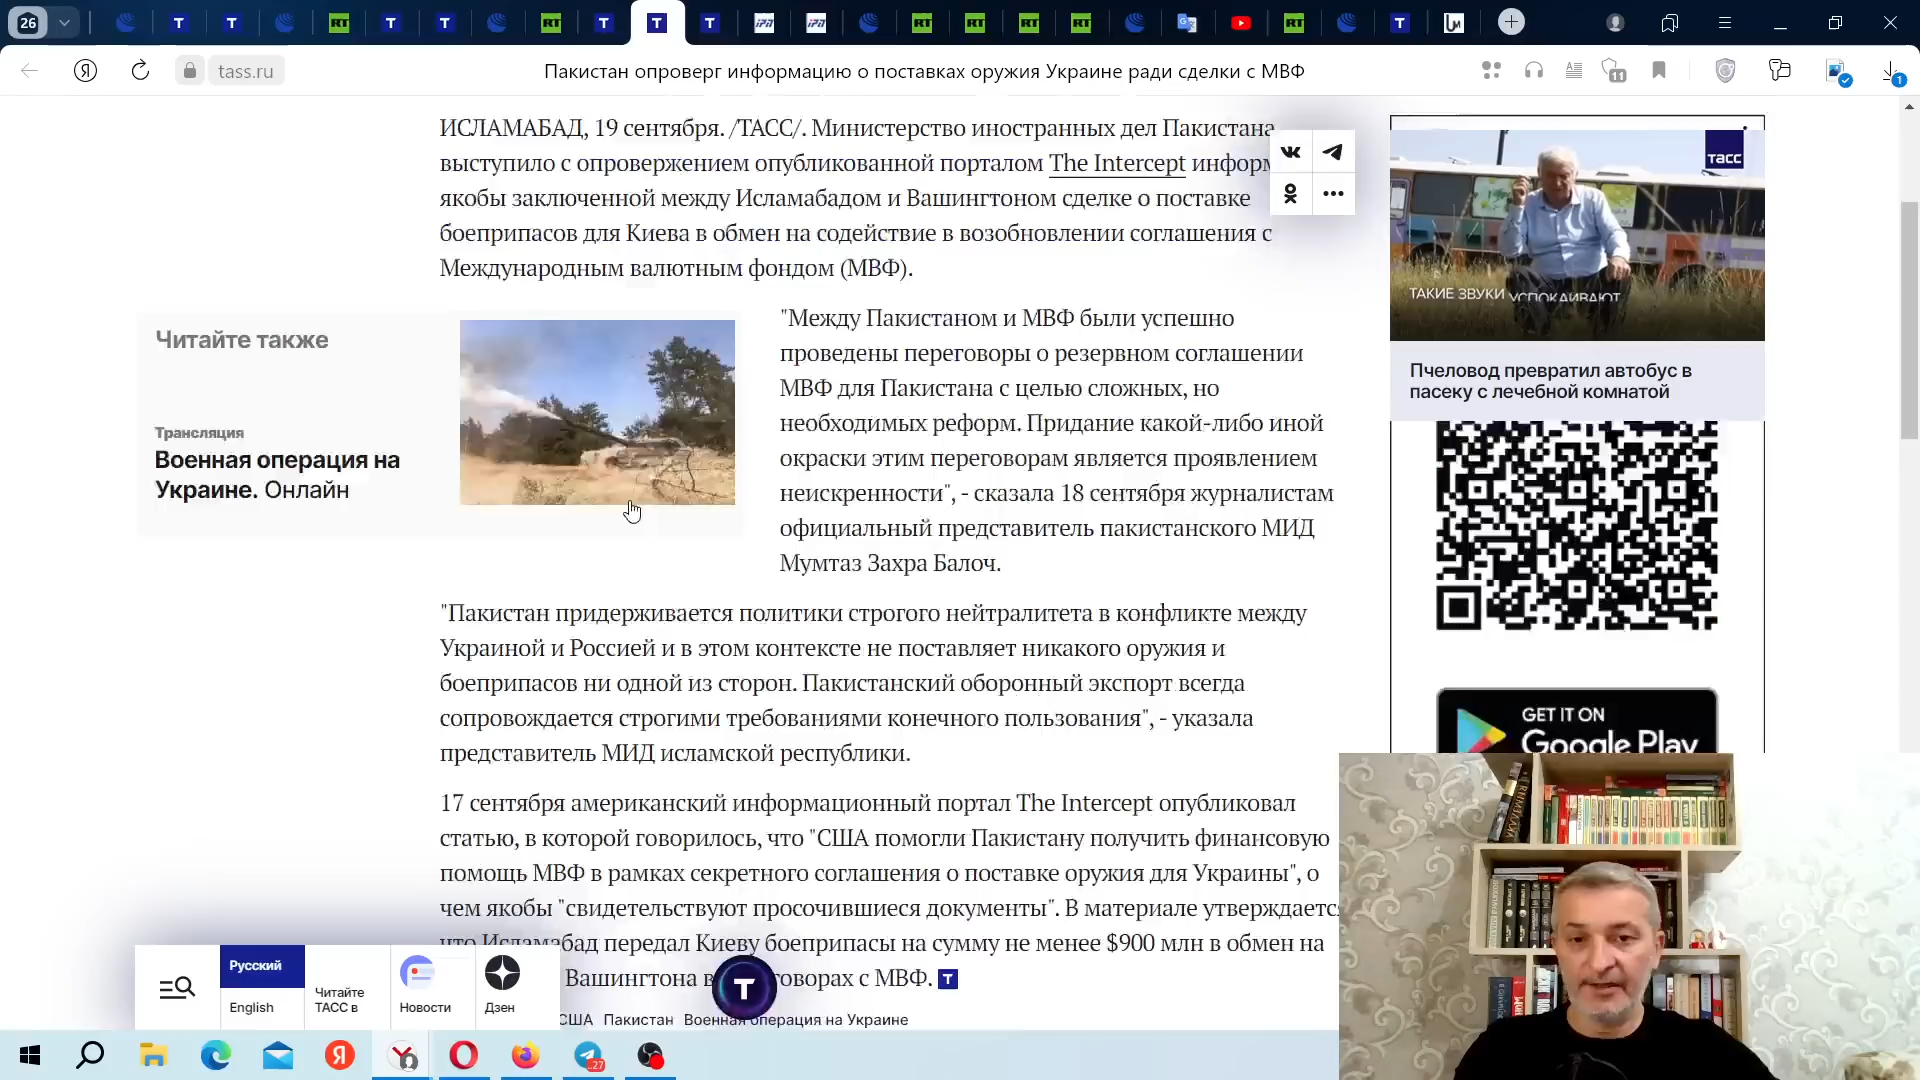 26
tass.ru
Пакистан опроверг информацию о поставках оружия Украине ради сделки с МВФ
11
1
ИСЛАМАБАД, 19 сентября. /ТАСС/. Министерство иностранных дел Пакистана
выступило с опровержением опубликованной порталом The Intercept информ
якобы заключенной между Исламабадом и Вашингтоном сделке о поставке
боеприпасов для Киева в обмен на содействие в возобновлении соглашения с
Международным валютным фондом (МВФ).
Читайте также
Трансляция
Военная операция на
Украине. Онлайн
"Между Пакистаном и МВФ были успешно
проведены переговоры о резервном соглашении
МВФ для Пакистана с целью сложных, но
необходимых реформ. Придание какой-либо иной
окраски этим переговорам является проявлением
неискренности", - сказала 18 сентября журналистам
официальный представитель пакистанского МИД
Мумтаз Захра Балоч.
"Пакистан придерживается политики строгого нейтралитета в конфликте между
Украиной и Россией и в этом контексте не поставляет никакого оружия и
боеприпасов ни одной из сторон. Пакистанский оборонный экспорт всегда
сопровождается строгими требованиями конечного пользования", - указала
представитель МИД исламской республики.
17 сентября американский информационный портал The Intercept опубликовал
статью, в которой говорилось, что "США помогли Пакистану получить финансовую
помощь МВФ в рамках секретного соглашения о поставке оружия для Украины", о
чем якобы "свидетельствуют просочившиеся документы". В материале утверждается
что Исламабад передал Киеву боеприпасы на сумму не менее $900 млн в обмен на
Вашингтона в говорах с МВФ.
США Пакистан Военная операция на Украине
ТАСС
ТАКИЕ ЗВУКИ УСПОКАИВАЮТ
Пчеловод превратил автобус в
пасеку с лечебной комнатой
GET IT ON
Google Play
Русский
English
Читайте
ТАСС в
Новости
Дзен
27